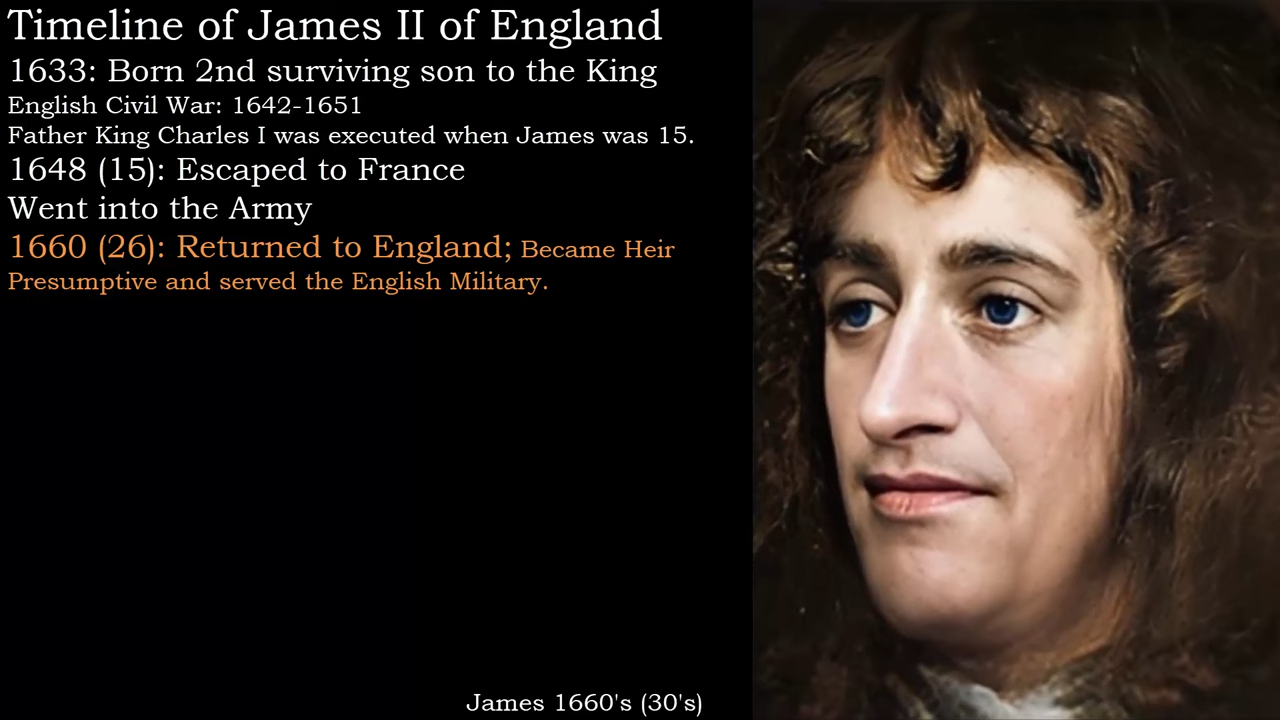 Timeline of James II of England
1633: Born 2nd surviving son to the King
English Civil War: 1642-1651
Father King Charles I was executed when James was 15.
1648 (15): Escaped to France
Went into the Army
1660 (26): Returned to England; Became Heir
Presumptive and served the English Military.
James 1660's (30's)